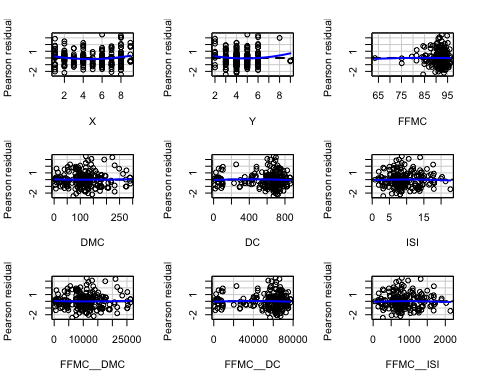 Pearson residual
1
-2
2 4 6 8
X
Pearson residual
1
-2
2 4 6 8
Y
Pearson residual
1
-2
65 75 85 95
FFMC
Pearson residual
1
-2
0 100 250
DMC
Pearson residual
1
-2
0 400 800
DC
Pearson residual
1
-2
0 5 15
ISI
Pearson residual
1
-2
0 10000 25000
FFMC__DMC
Pearson residual
1
-2
0 40000 80000
FFMC__DC
Pearson residual
1
-2
0 1000 2000
FFMC__ISI